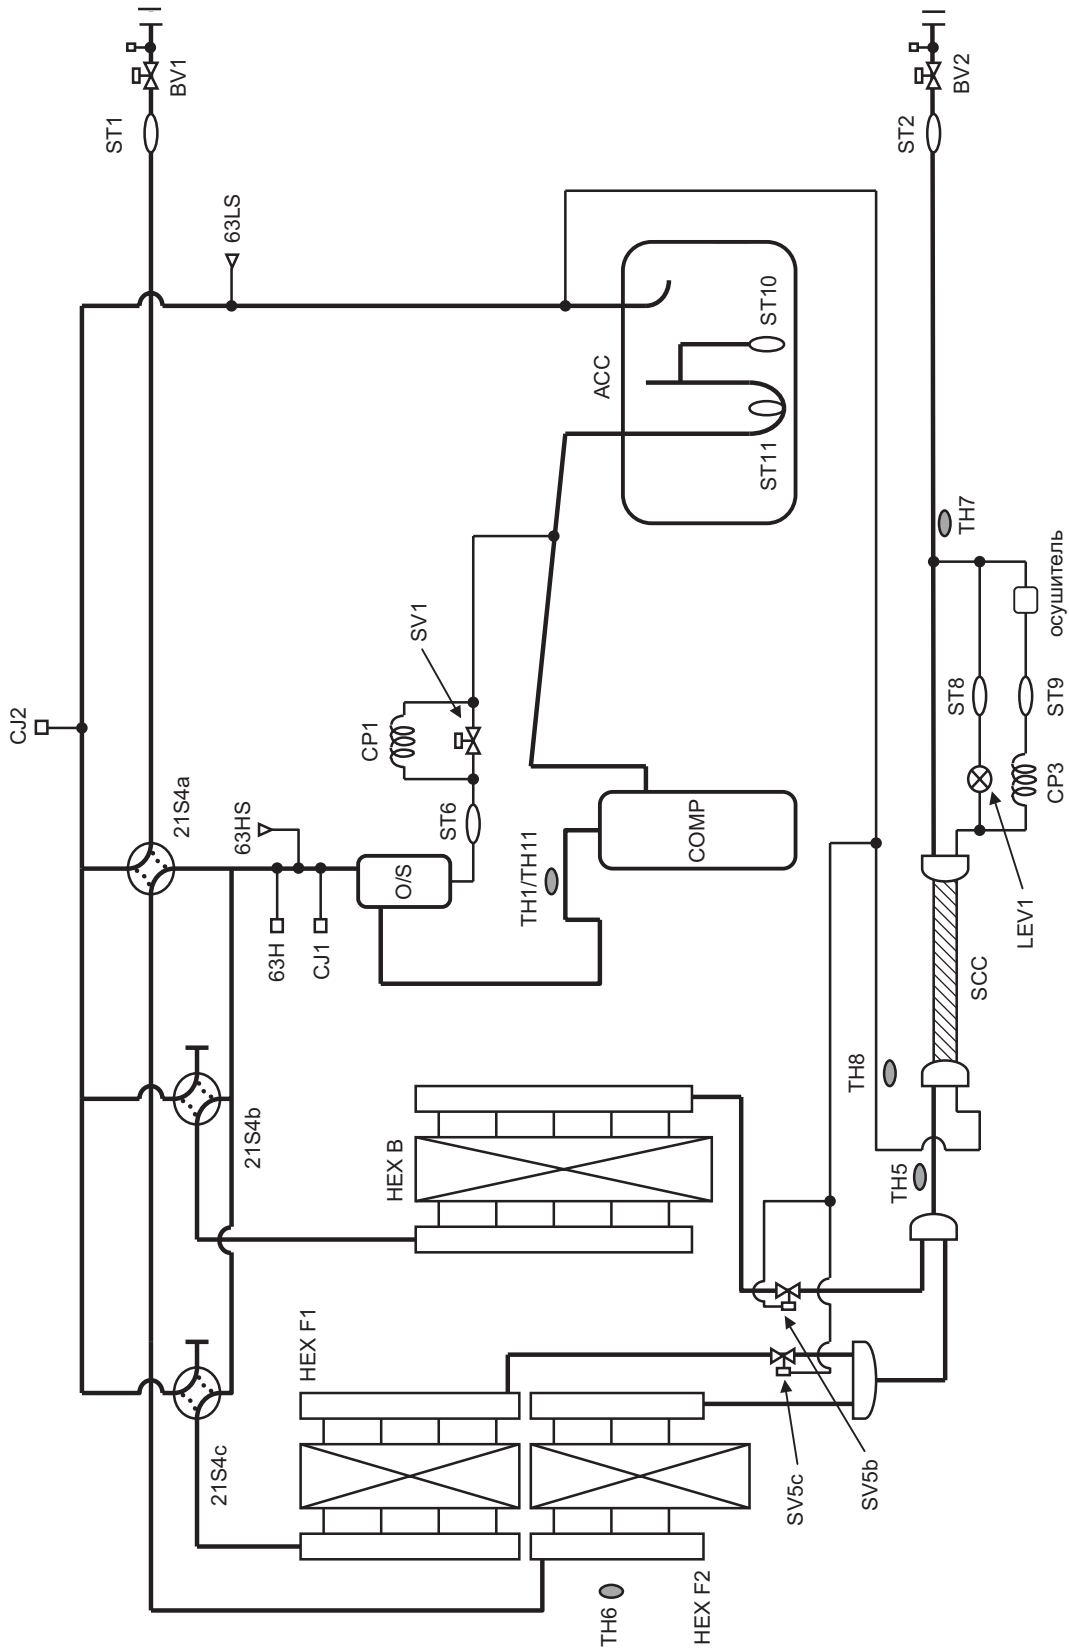 CJ2
BV1
ST1
63LS
BV2
ST2
21S4a
63HS
SV1
CP1
ST6
63H
CJ1
O/S
TH1/TH11
COMP
ACC
ST10
ST11
TH7
осушитель
ST8
ST9
CP3
LEV1
SCC
TH8
TH5
21S4b
HEX B
21S4c
HEX F1
SV5c
SV5b
TH6
HEX F2